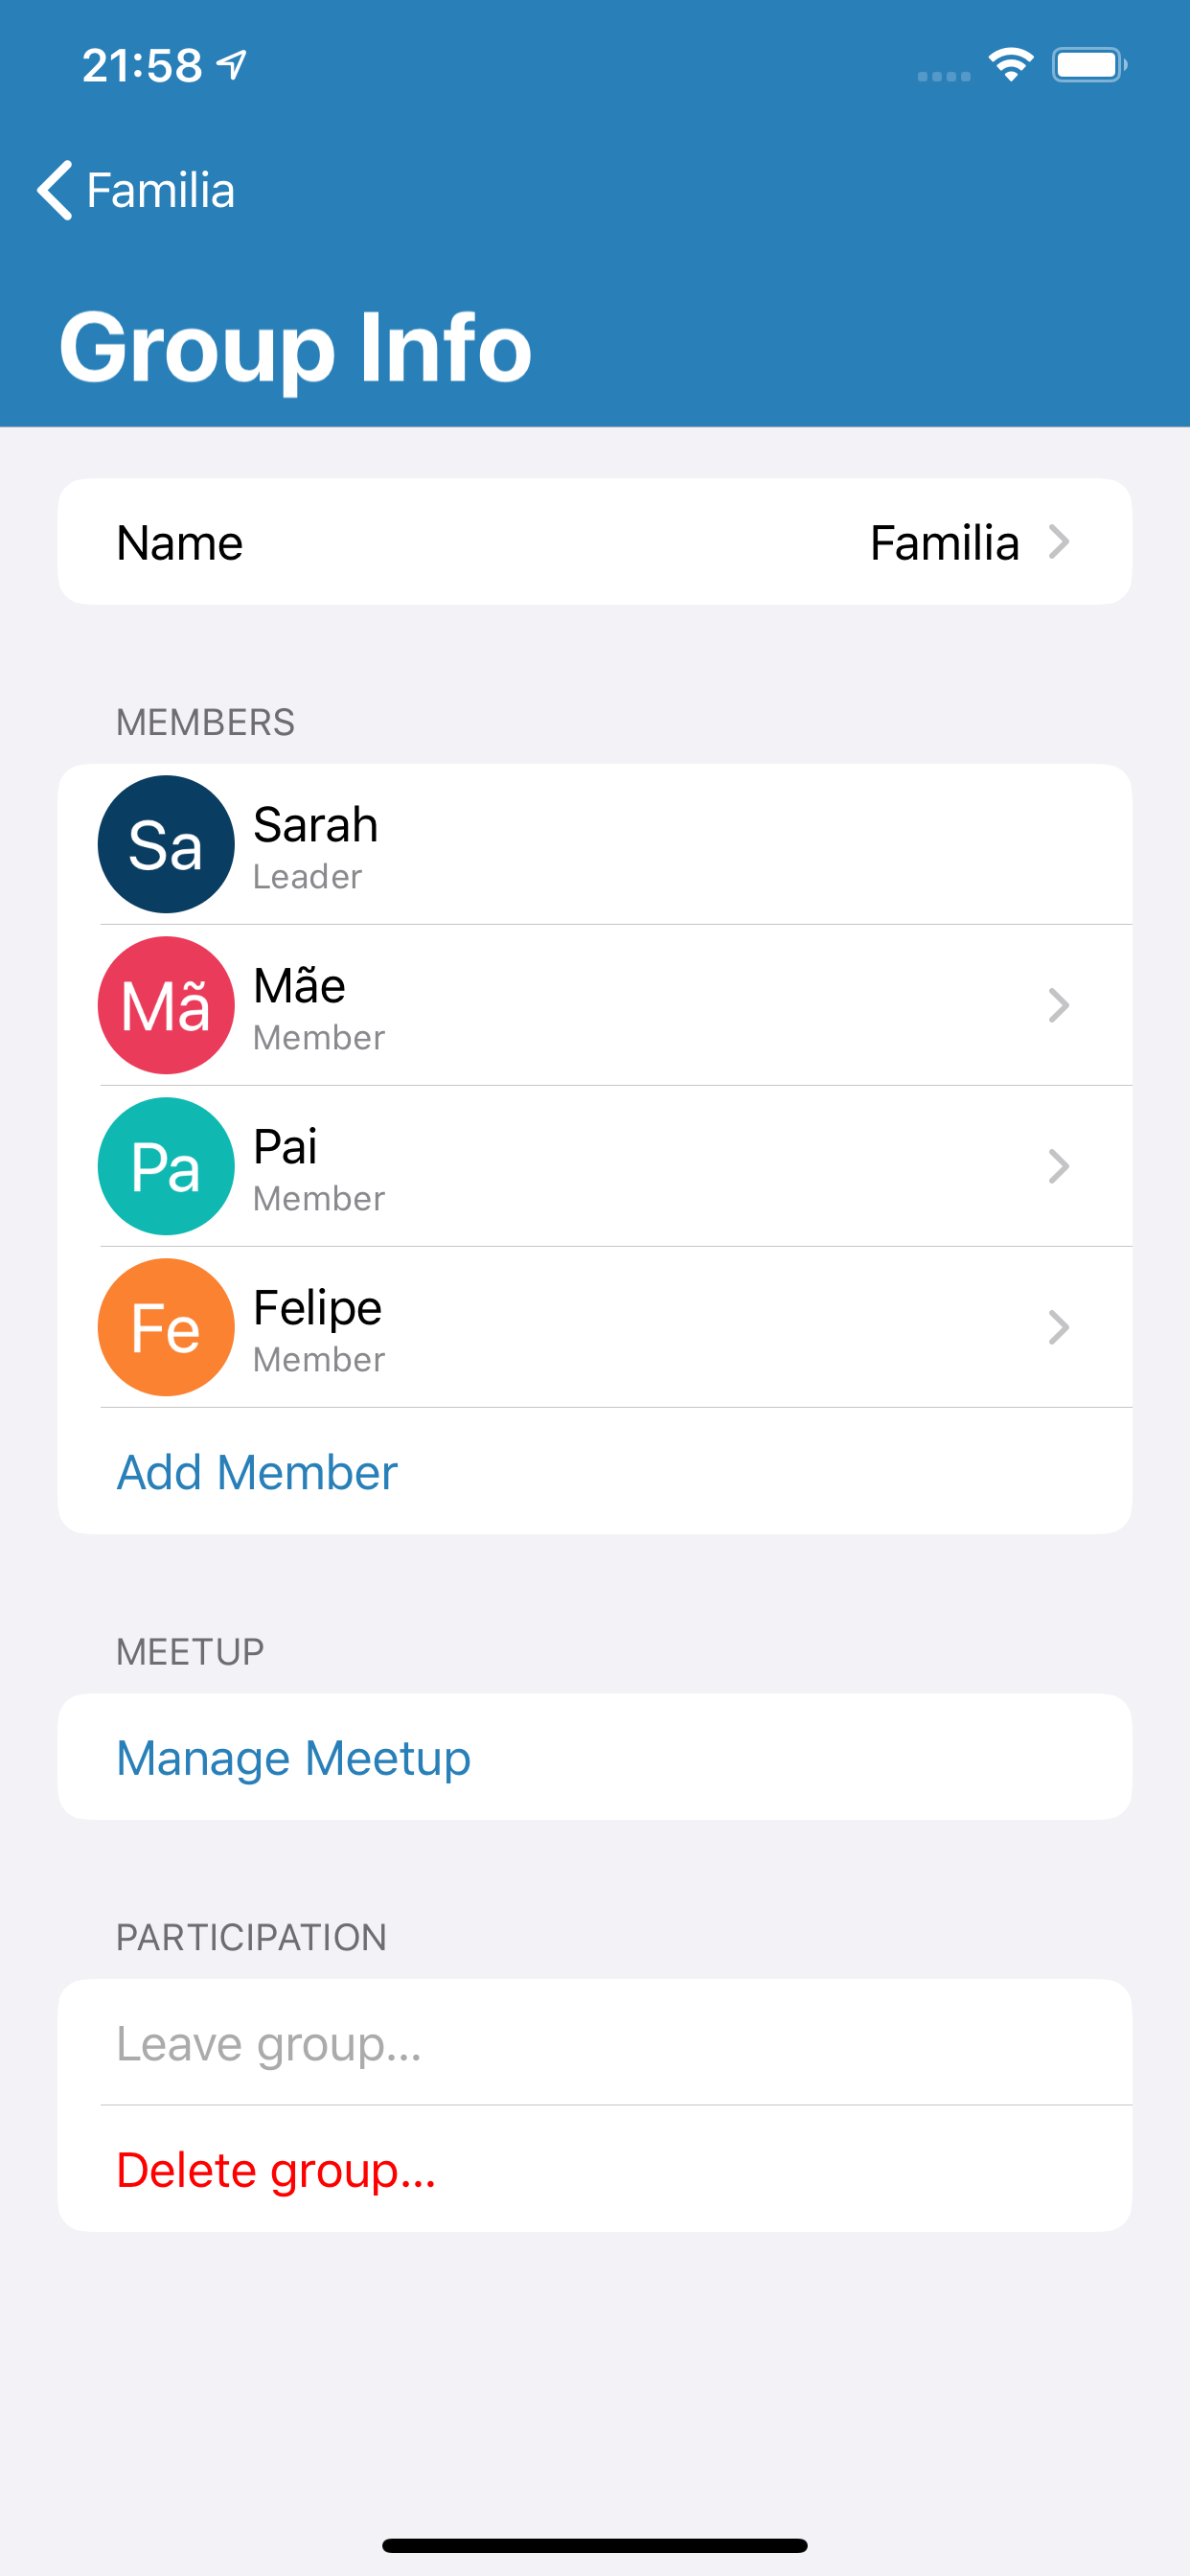 21:58
Familia
Group Info
Name Familia
MEMBERS
Sa Sarah
Leader
Mã Mãe
Member
Pa Pai
Member
Fe Felipe
Member
Add Member
MEETUP
Manage Meetup
PARTICIPATION
Leave group...
Delete group...